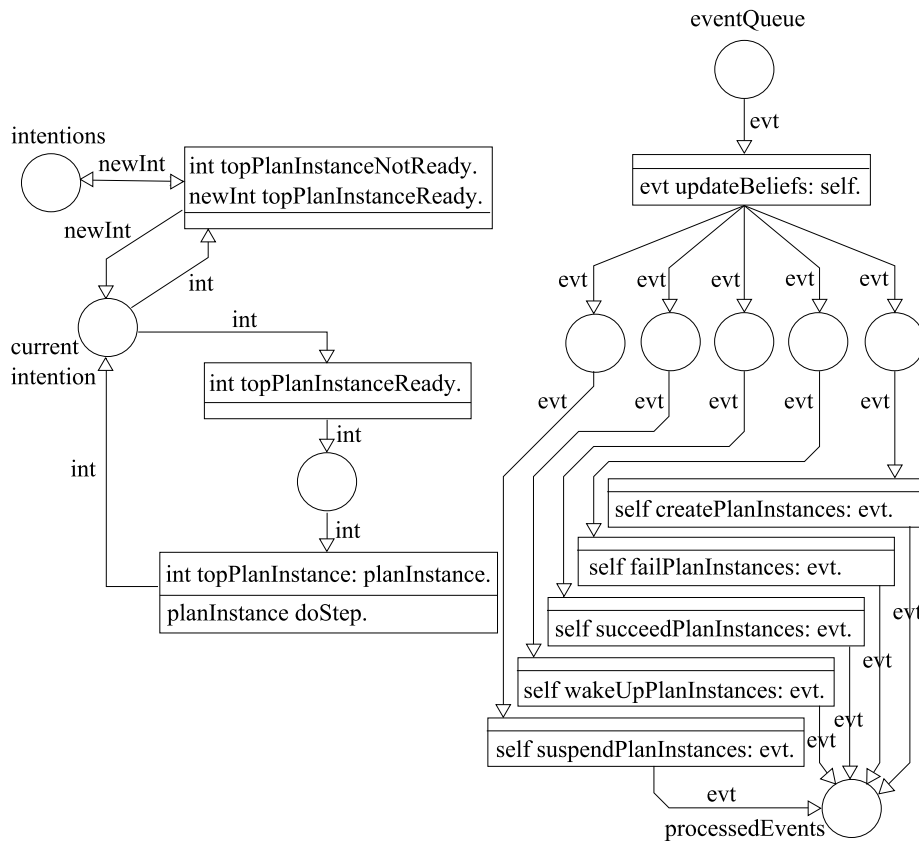 eventQueue
evt
intentions
newInt
int topPlanInstanceNotReady.
newInt topPlanInstanceReady.
evt updateBeliefs: self.
newInt
int
evt
evt
evt
evt
evt
current
intention
int
int topPlanInstanceReady.
evt
evt
evt
evt
evt
int
int
int
self createPlanInstances: evt.
int topPlanInstance: planInstance.
planInstance doStep.
self failPlanInstances: evt.
self succeedPlanInstances: evt.
evt
evt
self wakeUpPlanInstances: evt.
evt
evt
self suspendPlanInstances: evt.
evt
processedEvents